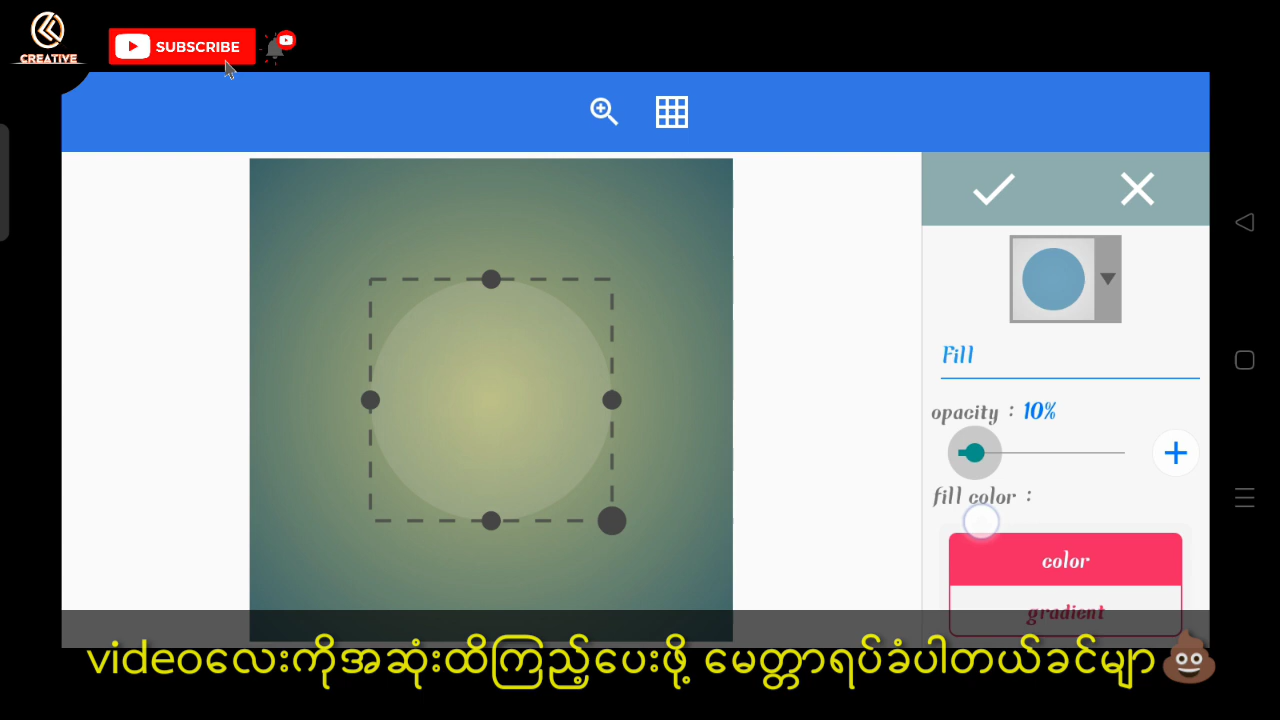 CREATIVE
SUBSCRIBE
Fill
opacity : 10%
fill color :
color
gradient
videoလေးကိုအဆုံးထိကြည့်ပေးဖို့ မေတ္တာရပ်ခံပါတယ်ခင်မျာ💩